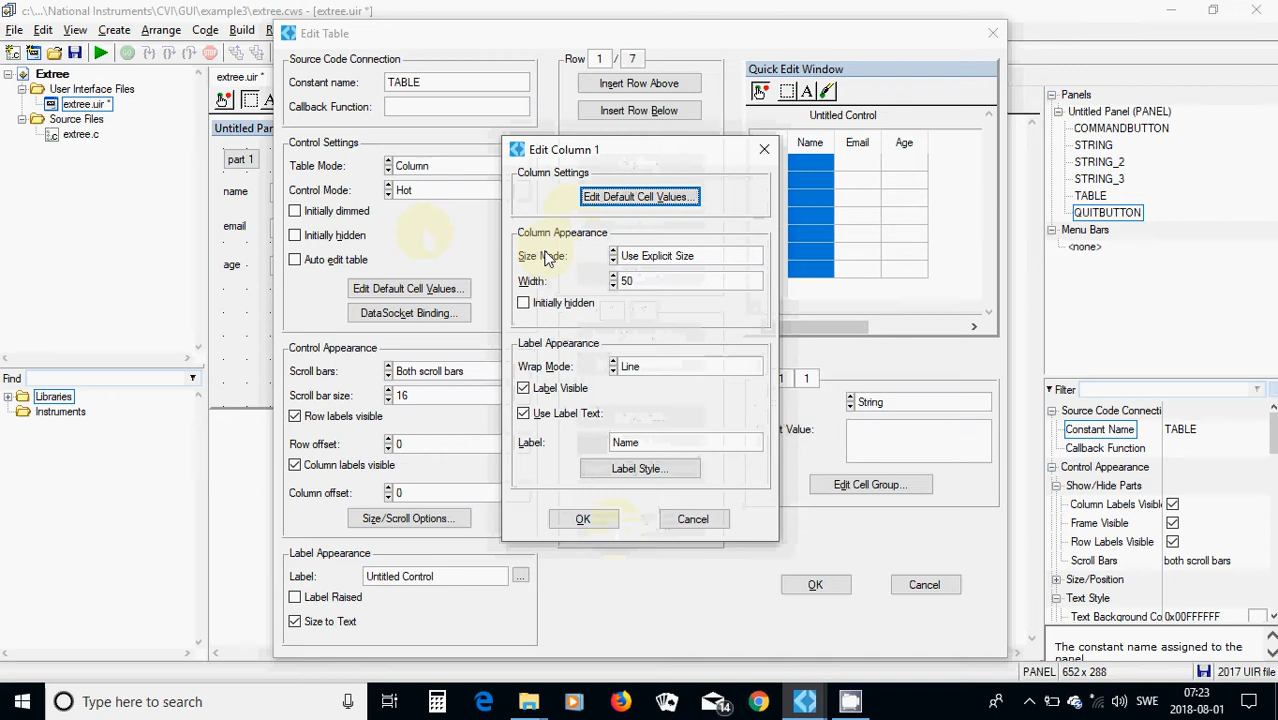 c:\...\National Instruments\CVI\GUI\example3\extree.cws - [extree.uir *]
File Edit View Create Arrange Code Build
Extree
User Interface Files
extree.uir *
Source Files
extree.c
Find
Libraries
Instruments
extree.uir *
A
Untitled Pan
part 1
name
email
age
Edit Table
Source Code Connection
Constant name: TABLE
Callback Function:
Control Settings
Table Mode: Column
Control Mode: Hot
Initially dimmed
Initially hidden
Auto edit table
Edit Default Cell Values...
DataSocket Binding...
Control Appearance
Scroll bars: Both scroll bars
Scroll bar size: 16
Row labels visible
Row offset: 0
Column labels visible
Column offset: 0
Size/Scroll Options...
Label Appearance
Label: Untitled Control ...
Label Raised
Size to Text
Row 1 / 7
Insert Row Above
Insert Row Below
Edit Column 1
Column Settings
Edit Default Cell Values...
Column Appearance
Size Mode: Use Explicit Size
Width: 50
Initially hidden
Label Appearance
Wrap Mode: Line
Label Visible
Use Label Text:
Label: Name
Label Style...
OK Cancel
Quick Edit Window
A
Untitled Control
Name Email Age
1 1
String
t Value:
Edit Cell Group...
OK Cancel
Panels
Untitled Panel (PANEL)
COMMANDBUTTON
STRING
STRING_2
STRING_3
TABLE
QUITBUTTON
Menu Bars
<none>
Filter
Source Code Connecti
Constant Name TABLE
Callback Function
Control Appearance
Show/Hide Parts
Column Labels Visibl
Frame Visible
Row Labels Visible
Scroll Bars both scroll bars
Size/Position
Text Style
Text Background Co 0x00FFFFFF
The constant name assigned to the
panel
PANEL 652 x 288 2017 UIR file
Type here to search
14
SWE
07:23
2018-08-01